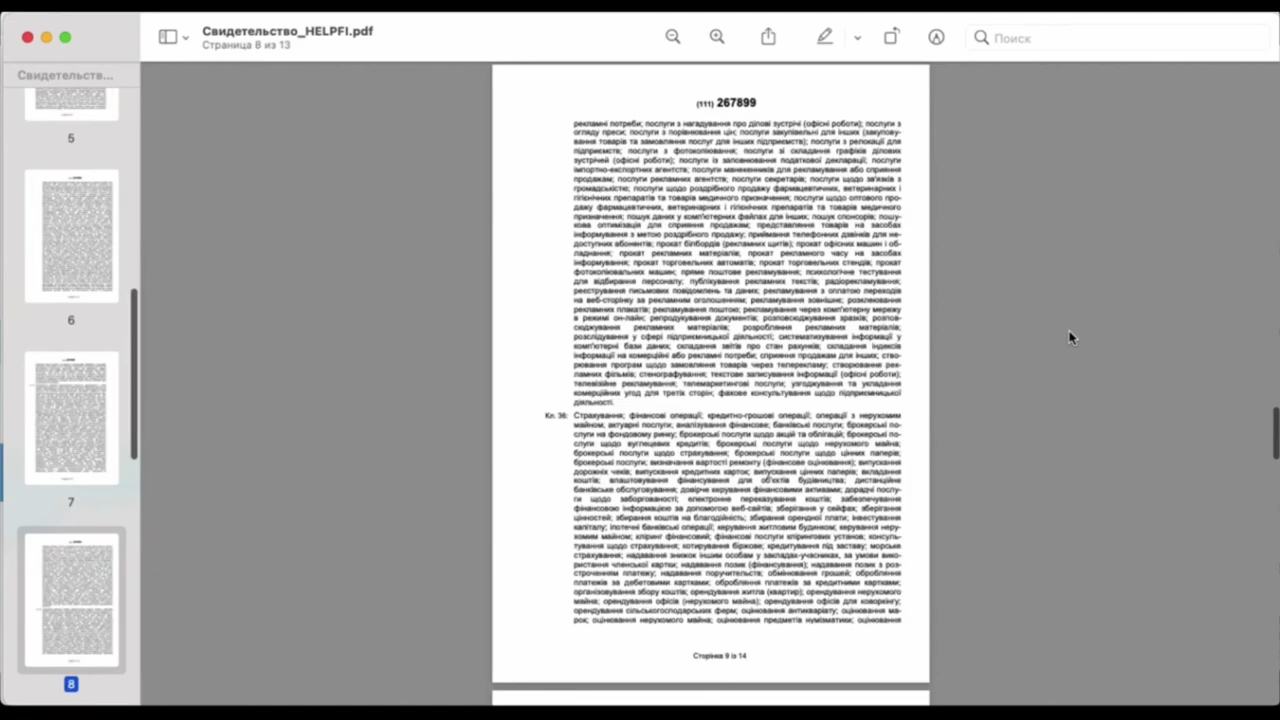 Свидетельство_HELPFI.pdf
Страница 8 из 13
Поиск
Свидетельств...
5
6
7
8
(111) 267899
рекламні потреби; послуги з нагадування про ділові зустрічі (офісні роботи); послуги з
огляду преси; послуги з порівнювання цін; послуги закупівельні для інших (закупову-
вання товарів та замовляння послуг для інших підприємств); послуги з релокації для
підприємств; послуги з фотокопіювання; послуги зі складання графіків ділових
зустрічей (офісні роботи); послуги із заповнювання податкової декларації; послуги
імпортно-експортних агентств; послуги манекенників для рекламування або сприяння
продажам; послуги рекламних агентств; послуги секретарів; послуги щодо зв'язків з
громадськістю; послуги щодо роздрібного продажу фармацевтичних, ветеринарних і
гігієнічних препаратів та товарів медичного призначення; послуги щодо оптового про-
дажу фармацевтичних, ветеринарних і гігієнічних препаратів та товарів медичного
призначення; пошук даних у комп'ютерних файлах для інших; пошук спонсорів; пошу-
кова оптимізація для сприяння продажам; представляння товарів на засобах
інформування з метою роздрібного продажу; приймання телефонних дзвінків для не-
доступних абонентів; прокат білбордів (рекламних щитів); прокат офісних машин і об-
ладнання; прокат рекламних матеріалів; прокат рекламного часу на засобах
інформування; прокат торговельних автоматів; прокат торговельних стендів; прокат
фотокопіювальних машин; пряме поштове рекламування; психологічне тестування
для відбирання персоналу; публікування рекламних текстів; радіорекламування;
реєстрування письмових повідомлень та даних; рекламування з оплатою переходів
на веб-сторінку за рекламним оголошенням; рекламування зовнішнє; розклеювання
рекламних плакатів; рекламування поштою; рекламування через комп'ютерну мережу
в режимі он-лайн; репродукування документів; розповсюджування зразків; розпов-
сюджування рекламних матеріалів; розробляння рекламних матеріалів;
розслідування у сфері підприємницької діяльності; систематизування інформації у
комп'ютерні бази даних; складання звітів про стан рахунків; складання індексів
інформації на комерційні або рекламні потреби; сприяння продажам для інших; ство-
рювання програм щодо замовляння товарів через телерекламу; створювання рек-
ламних фільмів; стенографування; текстове записування інформації (офісні роботи);
телевізійне рекламування; телемаркетингові послуги; узгоджування та укладання
комерційних угод для третіх сторін; фахове консультування щодо підприємницької
діяльності.
Кл. 36: Страхування; фінансові операції; кредитно-грошові операції; операції з нерухомим
майном, актуарні послуги; аналізування фінансове; банківські послуги; брокерські по-
слуги на фондовому ринку; брокерські послуги щодо акцій та облігацій; брокерські по-
слуги щодо вуглецевих кредитів; брокерські послуги щодо нерухомого майна;
брокерські послуги щодо страхування; брокерські послуги щодо цінних паперів;
брокерські послуги; визначання вартості ремонту (фінансове оцінювання); випускання
дорожніх чеків; випускання кредитних карток; випускання цінних паперів; вкладання
коштів; влаштовування фінансування для об'єктів будівництва; дистанційне
банківське обслуговування; довірче керування фінансовими активами; дорадчі послу-
ги щодо заборгованості; електронне переказування коштів; забезпечування
фінансовою інформацією за допомогою веб-сайтів; зберігання у сейфах; зберігання
цінностей; збирання коштів на благодійність; збирання орендної плати; інвестування
капіталу; іпотечні банківські операції; керування житловим будинком; керування неру-
хомим майном; кліринг фінансовий; фінансові послуги клірингових установ; консуль-
тування щодо страхування; котирування біржове; кредитування під заставу; морське
страхування; надавання знижок іншим особам у закладах-учасниках, за умови вико-
ристання членської картки; надавання позик (фінансування); надавання позик з роз-
строченням платежу; надавання поручительств; обмінювання грошей; обробляння
платежів за дебетовими картками; обробляння платежів за кредитними картками;
організовування збору коштів; орендування житла (квартир); орендування нерухомого
майна; орендування офісів (нерухомого майна); орендування офісів для коворкінгу;
орендування сільськогосподарських ферм; оцінювання антикваріату; оцінювання ма-
рок; оцінювання нерухомого майна; оцінювання предметів нумізматики; оцінювання
Сторінка 9 із 14